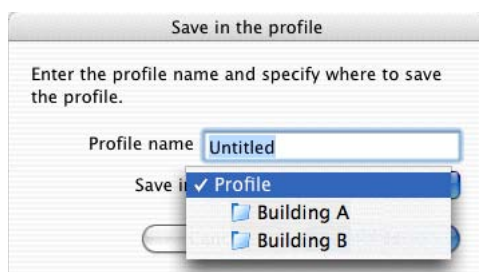 Save in the profile
Enter the profile name and specify where to save
the profile.
Profile name Untitled
Save i ✓ Profile
Building A
Building B